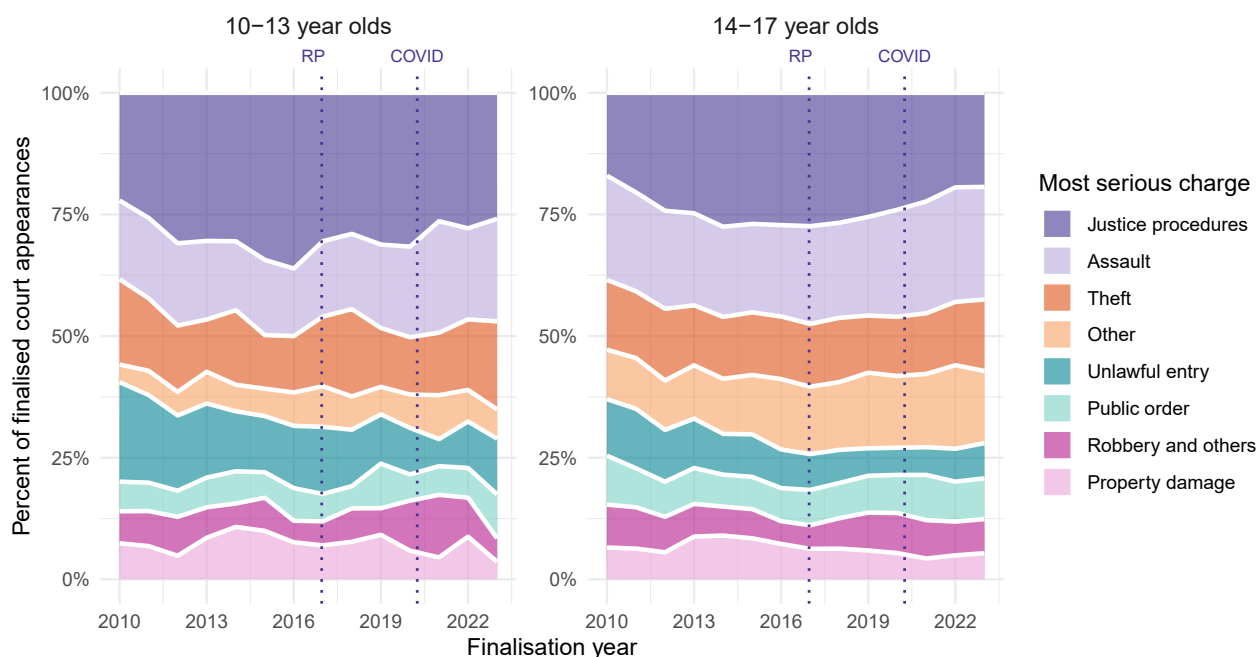 10−13 year olds
14−17 year olds
RP
COVID
RP
COVID
100%
75%
50%
25%
0%
100%
75%
50%
25%
0%
Percent of finalised court appearances
2010
2013
2016
2019
2022
2010
2013
2016
2019
2022
Finalisation year
Most serious charge
Justice procedures
Assault
Theft
Other
Unlawful entry
Public order
Robbery and others
Property damage